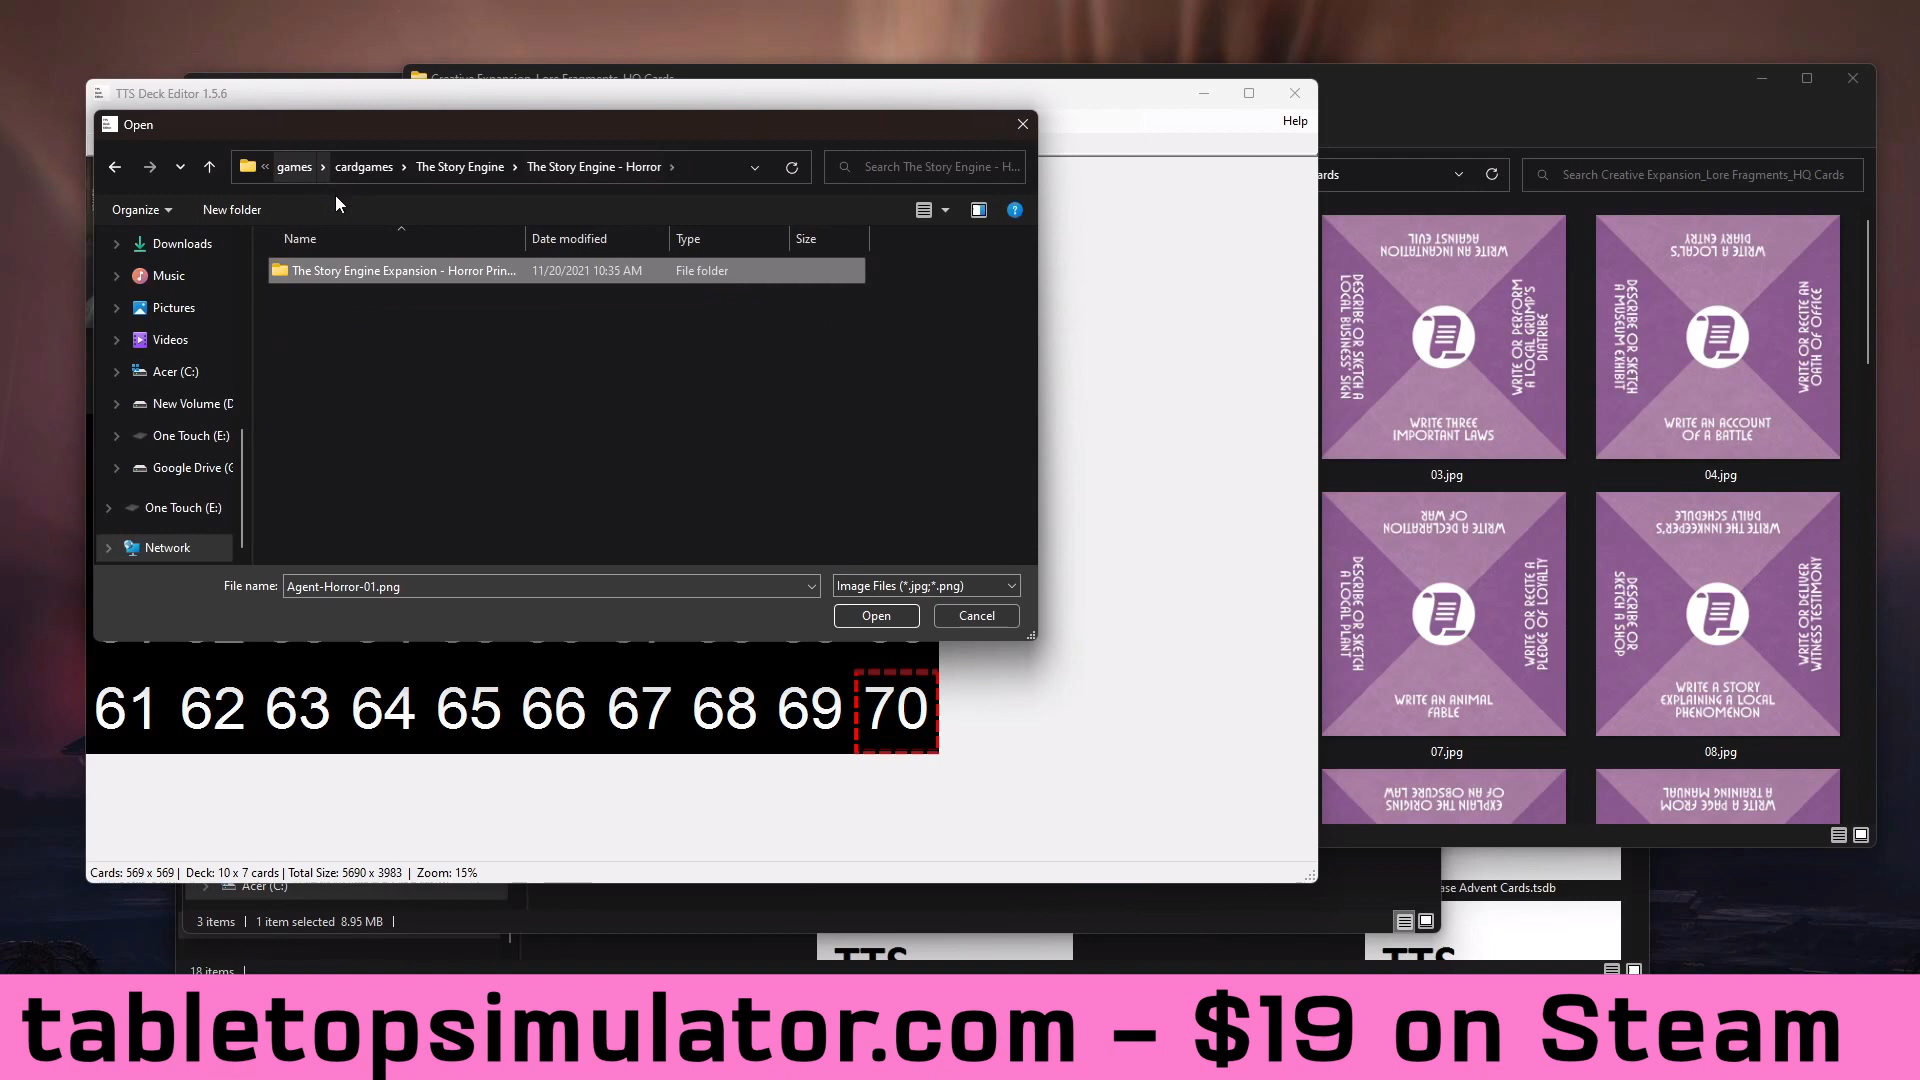 Creative Expansion_Lore Fragments_HQ Cards
TTS Deck Editor 1.5.6
Open
Help
« games › cardgames › The Story Engine › The Story Engine - Horror ›
Search The Story Engine - H...
Organize
New folder
Name
Date modified
Type
Size
The Story Engine Expansion - Horror Prin...
11/20/2021 10:35 AM
File folder
Downloads
Music
Pictures
Videos
Acer (C:)
New Volume (D
One Touch (E:)
Google Drive (G
One Touch (E:)
Network
File name:
Agent-Horror-01.png
Image Files (*.jpg;*.png)
Open
Cancel
61 62 63 64 65 66 67 68 69 70
Cards: 569 x 569 | Deck: 10 x 7 cards | Total Size: 5690 x 3983 | Zoom: 15%
ards
Search Creative Expansion_Lore Fragments_HQ Cards
WRITE AN INCANTATION
AGAINST EVIL
DESCRIBE OR SKETCH A
LOCAL BUSINESS' SIGN
WRITE OR PERFORM
A LOCAL GRUMP'S
DIATRIBE
WRITE THREE
IMPORTANT LAWS
03.jpg
WRITE A LOCAL'S
DIARY ENTRY
DESCRIBE OR SKETCH
A MUSEUM EXHIBIT
WRITE OR RECITE AN
OATH OF OFFICE
WRITE AN ACCOUNT
OF A BATTLE
04.jpg
WRITE A DECLARATION
OF WAR
DESCRIBE OR SKETCH
A LOCAL PLANT
WRITE OR RECITE A
PLEDGE OF LOYALTY
WRITE AN ANIMAL
FABLE
07.jpg
WRITE THE INNKEEPER'S
DAILY SCHEDULE
DESCRIBE OR
SKETCH A SHOP
WRITE OR DELIVER
WITNESS TESTIMONY
WRITE A STORY
EXPLAINING A LOCAL
PHENOMENON
08.jpg
EXPLAIN THE ORIGINS
OF AN OBSCURE LAW
WRITE A PAGE FROM
A TRAINING MANUAL
Acer (C:)
ase Advent Cards.tsdb
3 items | 1 item selected 8.95 MB |
TTS
TTS
18 items |
tabletopsimulator.com – $19 on Steam